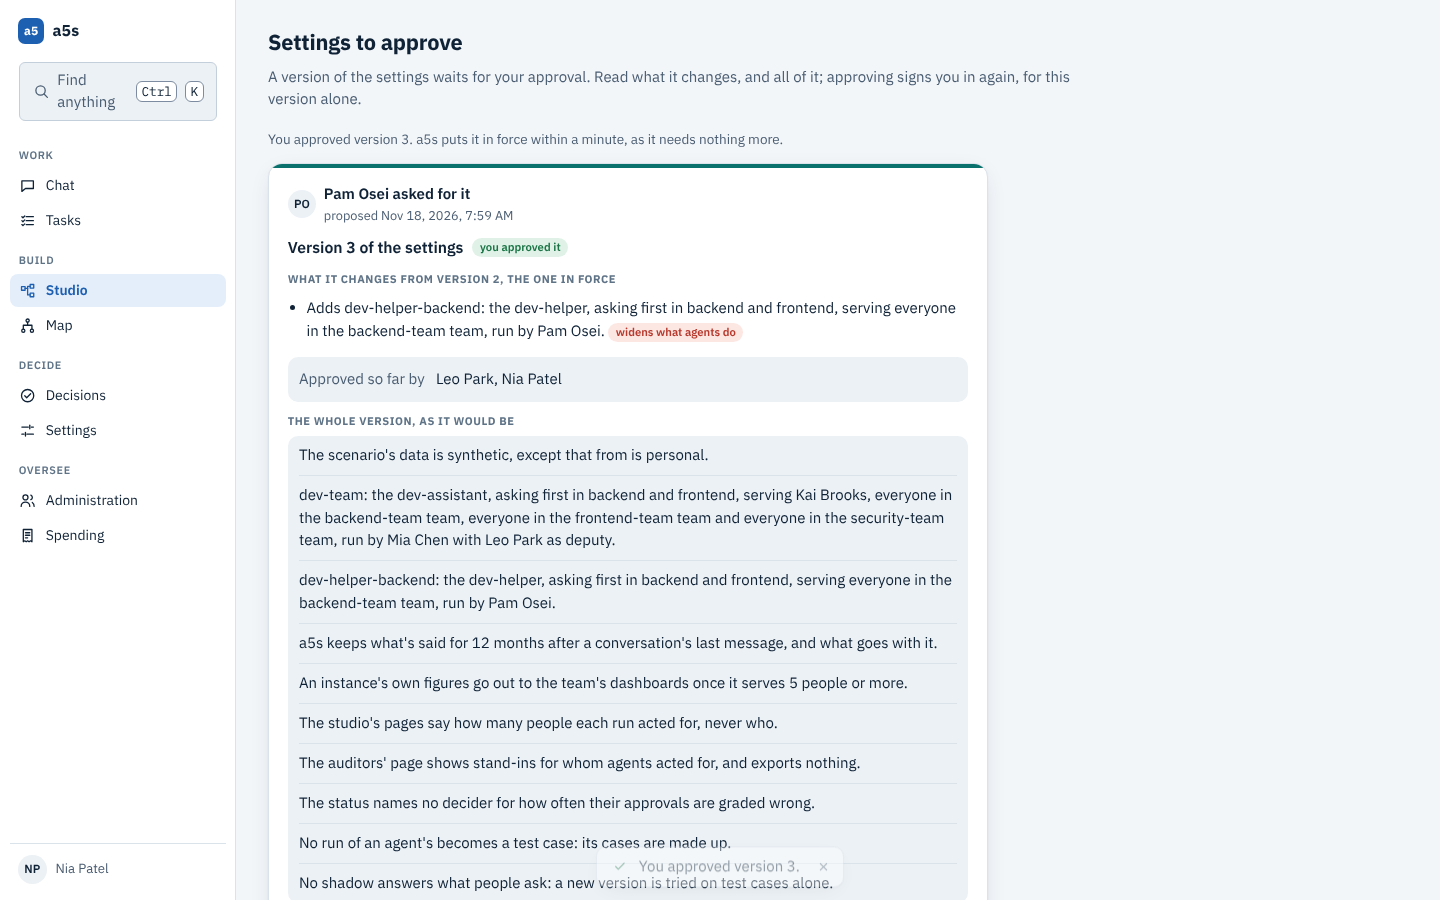 a5 a5s
Find
anything
Ctrl K
WORK
Chat
Tasks
BUILD
Studio
Map
DECIDE
Decisions
Settings
OVERSEE
Administration
Spending
NP Nia Patel
Settings to approve
A version of the settings waits for your approval. Read what it changes, and all of it; approving signs you in again, for this
version alone.
You approved version 3. a5s puts it in force within a minute, as it needs nothing more.
PO
Pam Osei asked for it
proposed Nov 18, 2026, 7:59 AM
Version 3 of the settings you approved it
WHAT IT CHANGES FROM VERSION 2, THE ONE IN FORCE
• Adds dev-helper-backend: the dev-helper, asking first in backend and frontend, serving everyone
in the backend-team team, run by Pam Osei. widens what agents do
Approved so far by Leo Park, Nia Patel
THE WHOLE VERSION, AS IT WOULD BE
The scenario's data is synthetic, except that from is personal.
dev-team: the dev-assistant, asking first in backend and frontend, serving Kai Brooks, everyone in
the backend-team team, everyone in the frontend-team team and everyone in the security-team
team, run by Mia Chen with Leo Park as deputy.
dev-helper-backend: the dev-helper, asking first in backend and frontend, serving everyone in the
backend-team team, run by Pam Osei.
a5s keeps what's said for 12 months after a conversation's last message, and what goes with it.
An instance's own figures go out to the team's dashboards once it serves 5 people or more.
The studio's pages say how many people each run acted for, never who.
The auditors' page shows stand-ins for whom agents acted for, and exports nothing.
The status names no decider for how often their approvals are graded wrong.
No run of an agent's becomes a test case: its cases are made up.
You approved version 3.
No shadow answers what people ask: a new version is tried on test cases alone.